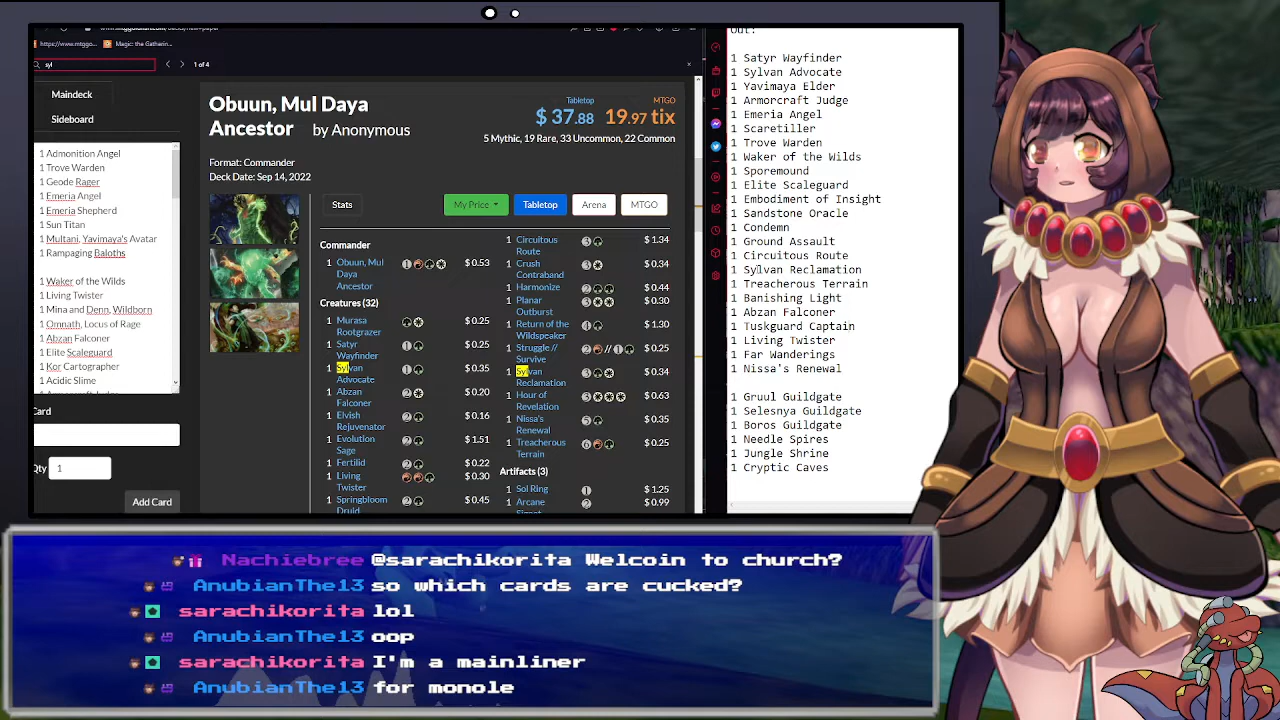 https://www.mtggo...
Magic: the Gatherin...
syl
1 of 4
Maindeck
Sideboard
1 Admonition Angel
1 Trove Warden
1 Geode Rager
1 Emeria Angel
1 Emeria Shepherd
1 Sun Titan
1 Multani, Yavimaya's Avatar
1 Rampaging Baloths
1 Waker of the Wilds
1 Living Twister
1 Mina and Denn, Wildborn
1 Omnath, Locus of Rage
1 Abzan Falconer
1 Elite Scaleguard
1 Kor Cartographer
1 Acidic Slime
Card
Qty
1
Add Card
Obuun, Mul Daya
Ancestor by Anonymous
Tabletop
$ 37.88
MTGO
19.97 tix
5 Mythic, 19 Rare, 33 Uncommon, 22 Common
Format: Commander
Deck Date: Sep 14, 2022
Stats
My Price
Tabletop
Arena
MTGO
Commander
1 Obuun, Mul $0.53
Daya
Ancestor
Creatures (32)
1 Murasa $0.25
Rootgrazer
1 Satyr $0.25
Wayfinder
1 Sylvan $0.35
Advocate
1 Abzan $0.20
Falconer
1 Elvish $0.16
Rejuvenator
1 Evolution $1.51
Sage
1 Fertilid $0.22
1 Living $0.30
Twister
1 Springbloom $0.45
Druid
1 Circuitous $1.34
Route
1 Crush $0.34
Contraband
1 Harmonize $0.44
1 Planar $0.30
Outburst
1 Return of the $1.30
Wildspeaker
1 Struggle // $0.25
Survive
1 Sylvan $0.34
Reclamation
1 Hour of $0.63
Revelation
1 Nissa's $0.35
Renewal
1 Treacherous $0.25
Terrain
Artifacts (3)
1 Sol Ring $1.25
1 Arcane $0.99
Out:
1 Satyr Wayfinder
1 Sylvan Advocate
1 Yavimaya Elder
1 Armorcraft Judge
1 Emeria Angel
1 Scaretiller
1 Trove Warden
1 Waker of the Wilds
1 Sporemound
1 Elite Scaleguard
1 Embodiment of Insight
1 Sandstone Oracle
1 Condemn
1 Ground Assault
1 Circuitous Route
1 Sylvan Reclamation
1 Treacherous Terrain
1 Banishing Light
1 Abzan Falconer
1 Tuskguard Captain
1 Living Twister
1 Far Wanderings
1 Nissa's Renewal
1 Gruul Guildgate
1 Selesnya Guildgate
1 Boros Guildgate
1 Needle Spires
1 Jungle Shrine
1 Cryptic Caves
Nachiebree @sarachikorita Welcoin to church?
AnubianThe13 so which cards are cucked?
sarachikorita lol
AnubianThe13 oop
sarachikorita I'm a mainliner
AnubianThe13 for monole